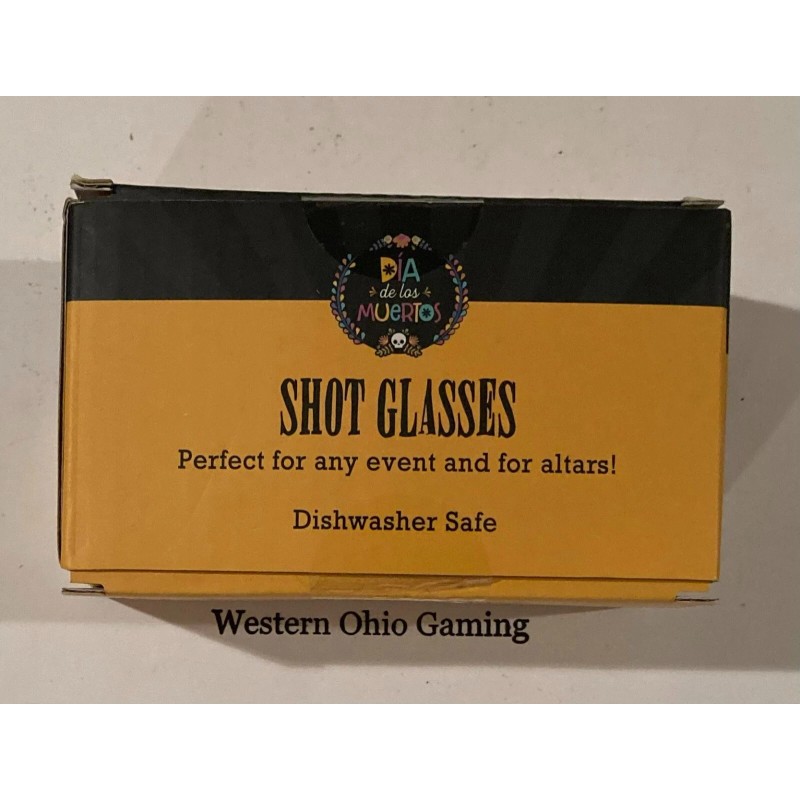 DÍA
de los
MUERTOS
SHOT GLASSES
Perfect for any event and for altars!
Dishwasher Safe
Western Ohio Gaming